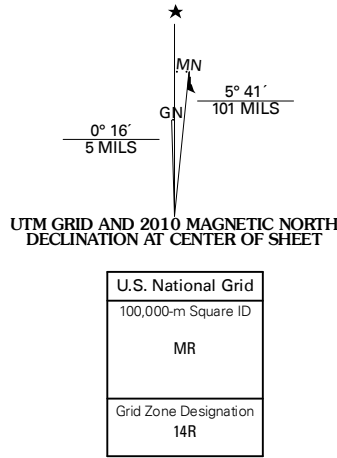 MN
GN
5° 41´
101 MILS
0° 16´
5 MILS
UTM GRID AND 2010 MAGNETIC NORTH
DECLINATION AT CENTER OF SHEET
U.S. National Grid
100,000-m Square ID
MR
Grid Zone Designation
14R